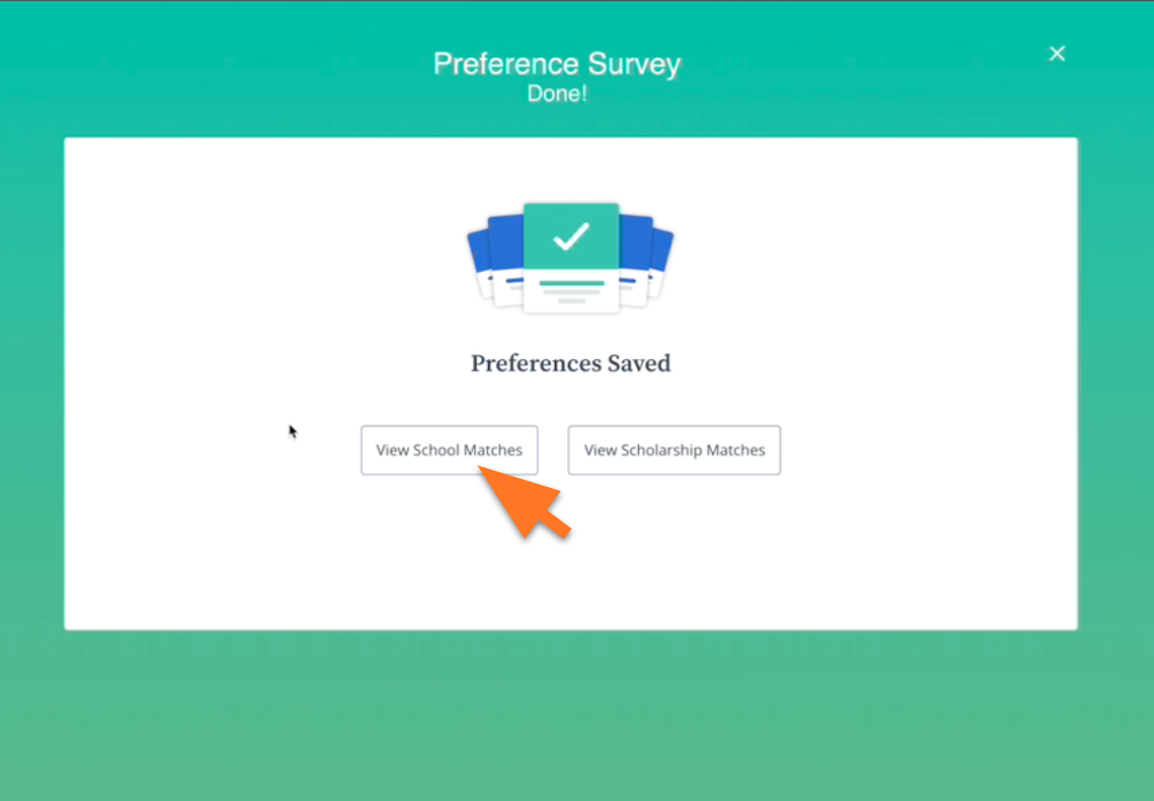 Preference Survey
Done!
Preferences Saved
View School Matches
View Scholarship Matches